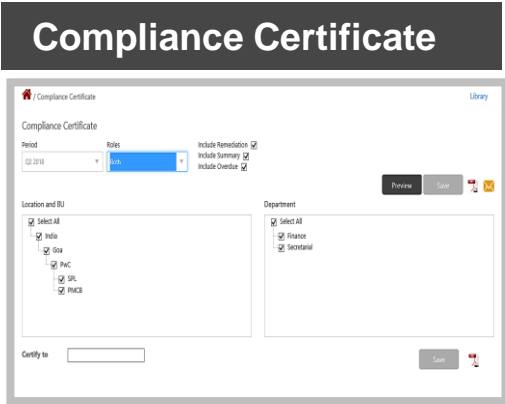 Compliance Certificate
/ Compliance Certificate Library
Compliance Certificate
Period Roles Include Remediation
Q2 2018 Both Include Summary
Include Overdue
Preview Save
Location and BU Department
Select All Select All
India Finance
Goa Secretarial
PwC
SPL
PMCB
Certify to Save